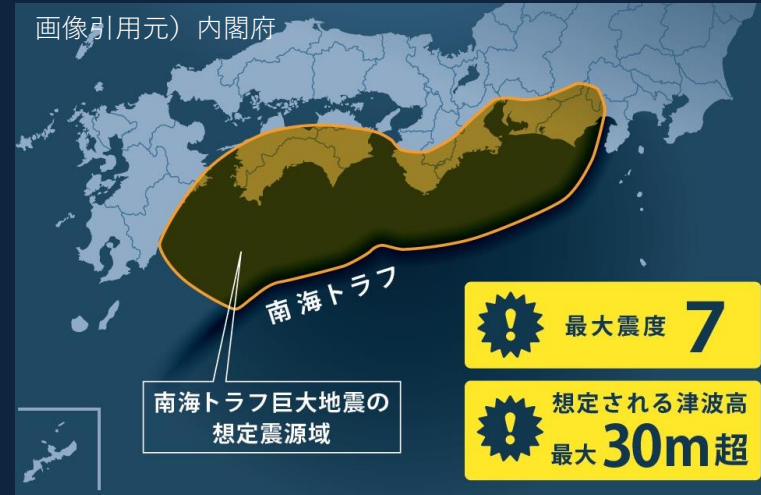 画像引用元）内閣府
南海トラフ
南海トラフ巨大地震の
想定震源域
最大震度 7
想定される津波高
最大30m超